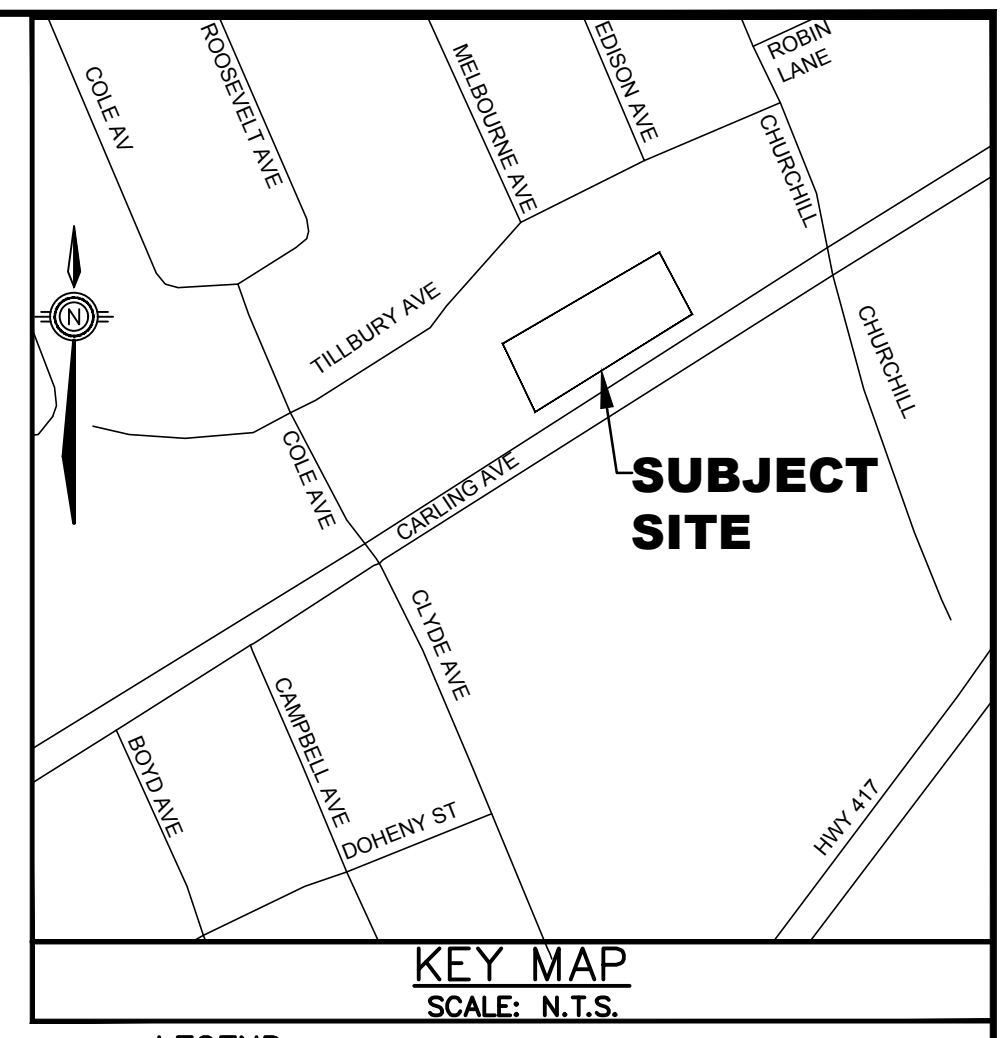 COLE AV
ROOSEVELT AVE
MELBOURNE AVE
EDISON AVE
ROBIN
LANE
CHURCHILL
N
TILLBURY AVE
CHURCHILL
COLE AVE
CARLING AVE
SUBJECT
SITE
CLYDE AVE
CAMPBELL AVE
BOYD AVE
DOHENY ST
HWY 417
KEY MAP
SCALE: N.T.S.
LEGEND